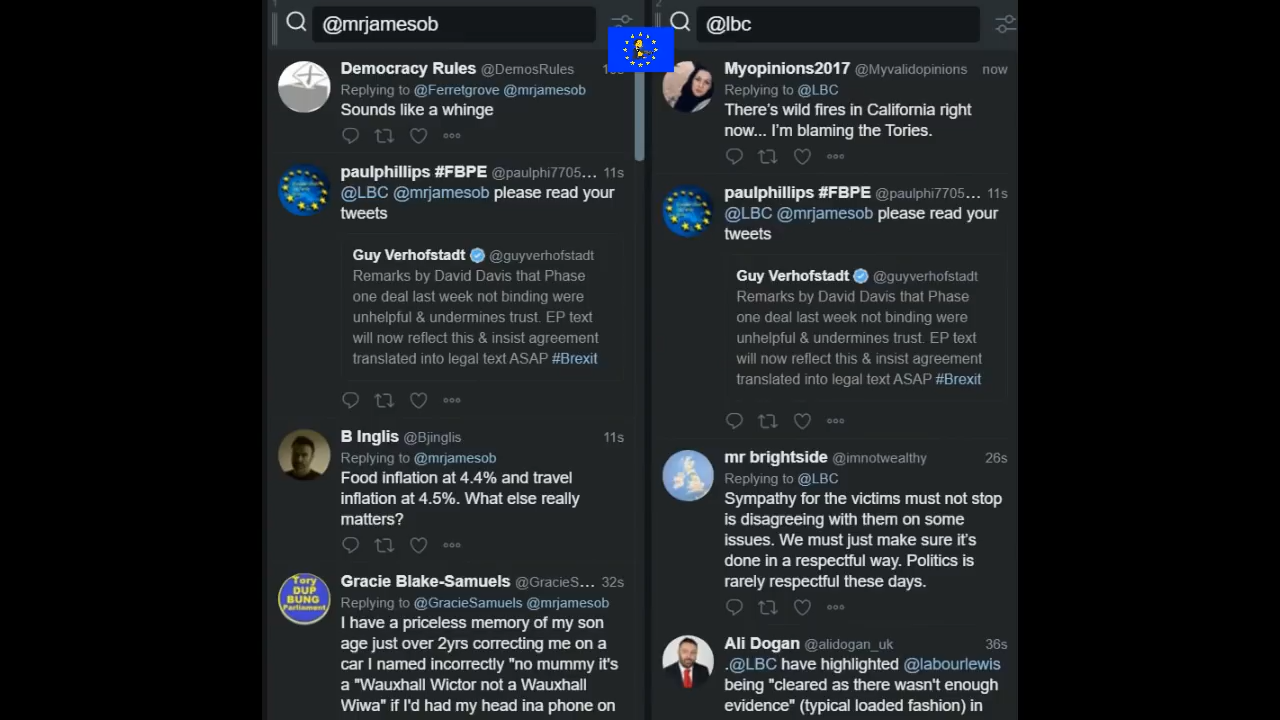 1
@mrjamesob
Democracy Rules @DemosRules
Replying to @Ferretgrove @mrjamesob
Sounds like a whinge
paulphillips #FBPE @paulphi7705... 11s
@LBC @mrjamesob please read your
tweets
Guy Verhofstadt @guyverhofstadt
Remarks by David Davis that Phase
one deal last week not binding were
unhelpful & undermines trust. EP text
will now reflect this & insist agreement
translated into legal text ASAP #Brexit
B Inglis @Bjinglis 11s
Replying to @mrjamesob
Food inflation at 4.4% and travel
inflation at 4.5%. What else really
matters?
Tory
DUP
BUNG
Parliament
Gracie Blake-Samuels @GracieS... 32s
Replying to @GracieSamuels @mrjamesob
I have a priceless memory of my son
age just over 2yrs correcting me on a
car I named incorrectly "no mummy it's
a "Wauxhall Wictor not a Wauxhall
Wiwa" if I'd had my head ina phone on
2
@lbc
Myopinions2017 @Myvalidopinions now
Replying to @LBC
There's wild fires in California right
now... I'm blaming the Tories.
paulphillips #FBPE @paulphi7705... 11s
@LBC @mrjamesob please read your
tweets
Guy Verhofstadt @guyverhofstadt
Remarks by David Davis that Phase
one deal last week not binding were
unhelpful & undermines trust. EP text
will now reflect this & insist agreement
translated into legal text ASAP #Brexit
mr brightside @imnotwealthy 26s
Replying to @LBC
Sympathy for the victims must not stop
is disagreeing with them on some
issues. We must just make sure it's
done in a respectful way. Politics is
rarely respectful these days.
Ali Dogan @alidogan_uk 36s
.@LBC have highlighted @labourlewis
being "cleared as there wasn't enough
evidence" (typical loaded fashion) in